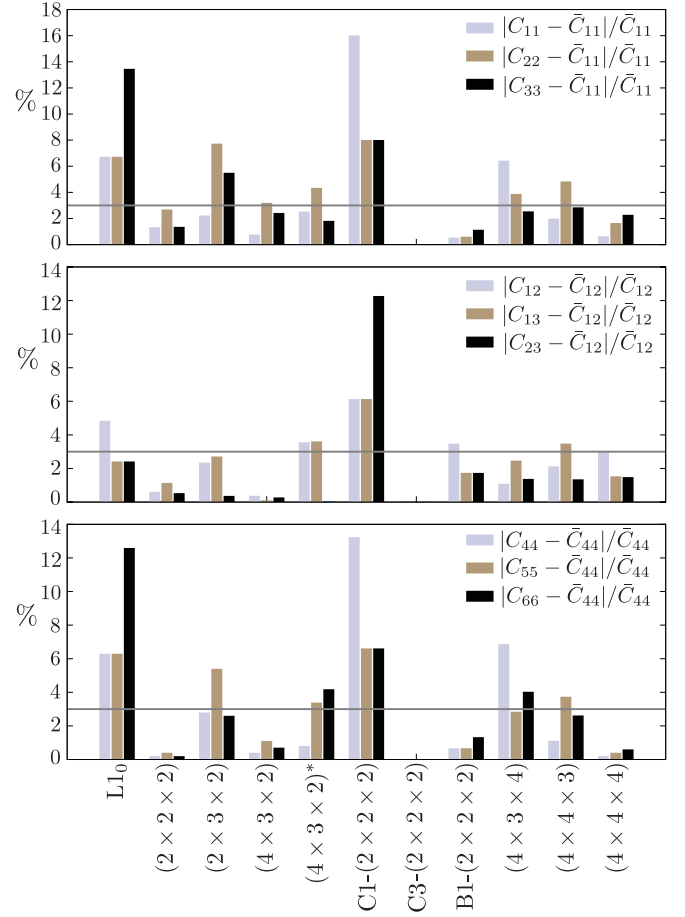 18
16
14
12
10
8
6
4
2
0
%
|C₁₁ − C̄₁₁|/C̄₁₁
|C₂₂ − C̄₁₁|/C̄₁₁
|C₃₃ − C̄₁₁|/C̄₁₁
14
12
10
8
6
4
2
0
%
|C₁₂ − C̄₁₂|/C̄₁₂
|C₁₃ − C̄₁₂|/C̄₁₂
|C₂₃ − C̄₁₂|/C̄₁₂
14
12
10
8
6
4
2
0
%
|C₄₄ − C̄₄₄|/C̄₄₄
|C₅₅ − C̄₄₄|/C̄₄₄
|C₆₆ − C̄₄₄|/C̄₄₄
L1₀
(2 × 2 × 2)
(2 × 3 × 2)
(4 × 3 × 2)
(4 × 3 × 2)*
C1-(2 × 2 × 2)
C3-(2 × 2 × 2)
B1-(2 × 2 × 2)
(4 × 3 × 4)
(4 × 4 × 3)
(4 × 4 × 4)